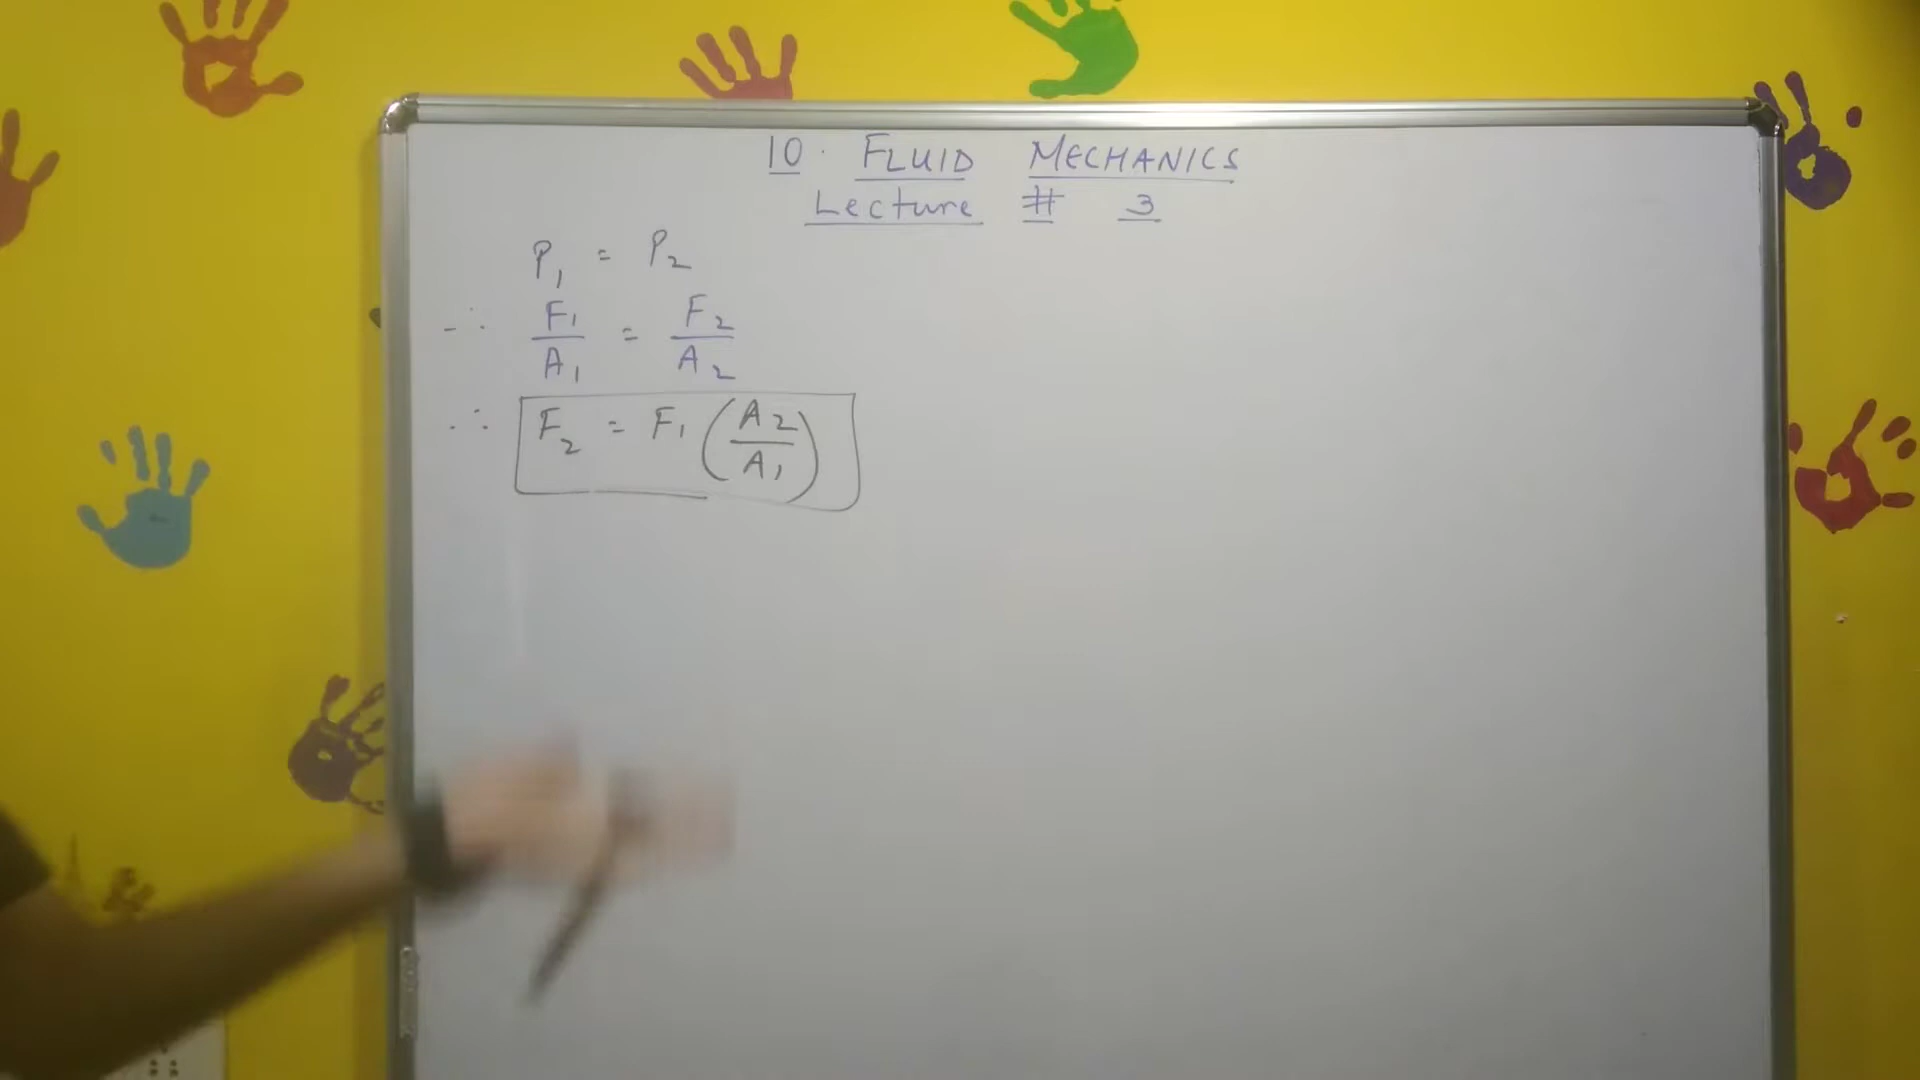 10. FLUID MECHANICS
Lecture # 3
P₁ = P₂
∴ F₁/A₁ = F₂/A₂
∴ F₂ = F₁ (A₂/A₁)